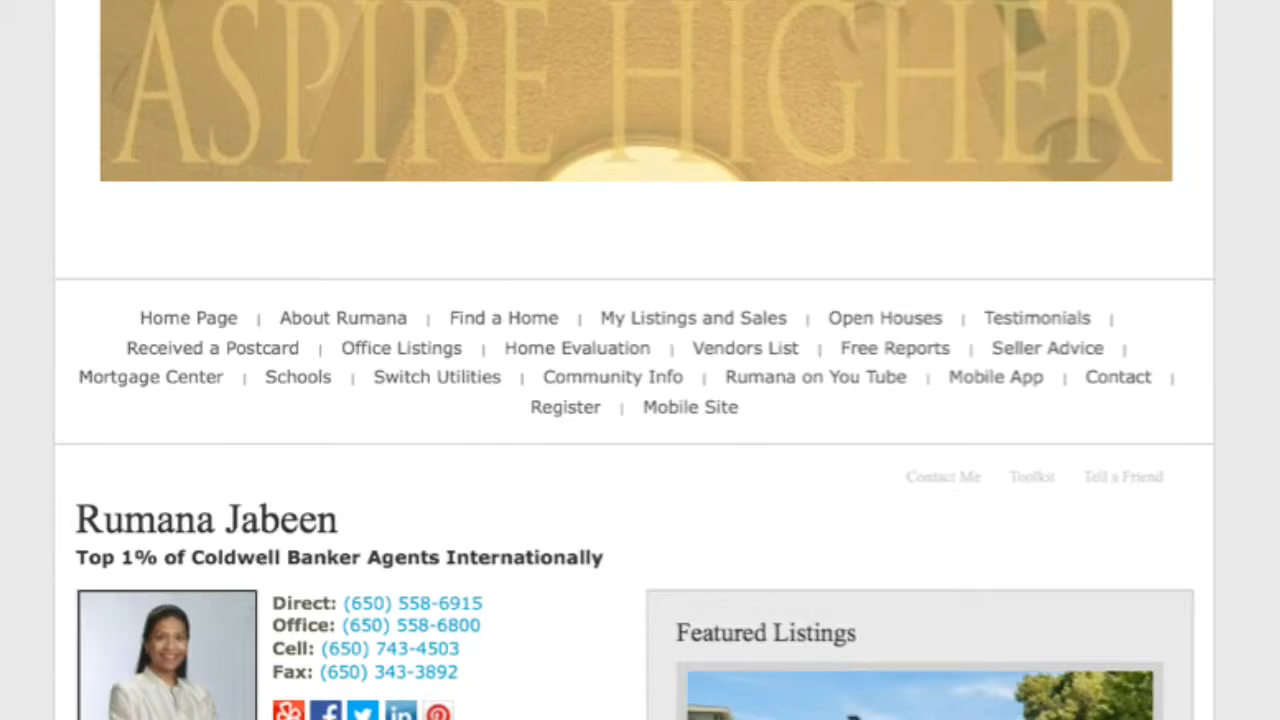 ASPIRE HIGHER
Home Page | About Rumana | Find a Home | My Listings and Sales | Open Houses | Testimonials |
Received a Postcard | Office Listings | Home Evaluation | Vendors List | Free Reports | Seller Advice |
Mortgage Center | Schools | Switch Utilities | Community Info | Rumana on You Tube | Mobile App | Contact |
Register | Mobile Site
Contact Me Toolkit Tell a Friend
Rumana Jabeen
Top 1% of Coldwell Banker Agents Internationally
Direct: (650) 558-6915
Office: (650) 558-6800
Cell: (650) 743-4503
Fax: (650) 343-3892
Featured Listings